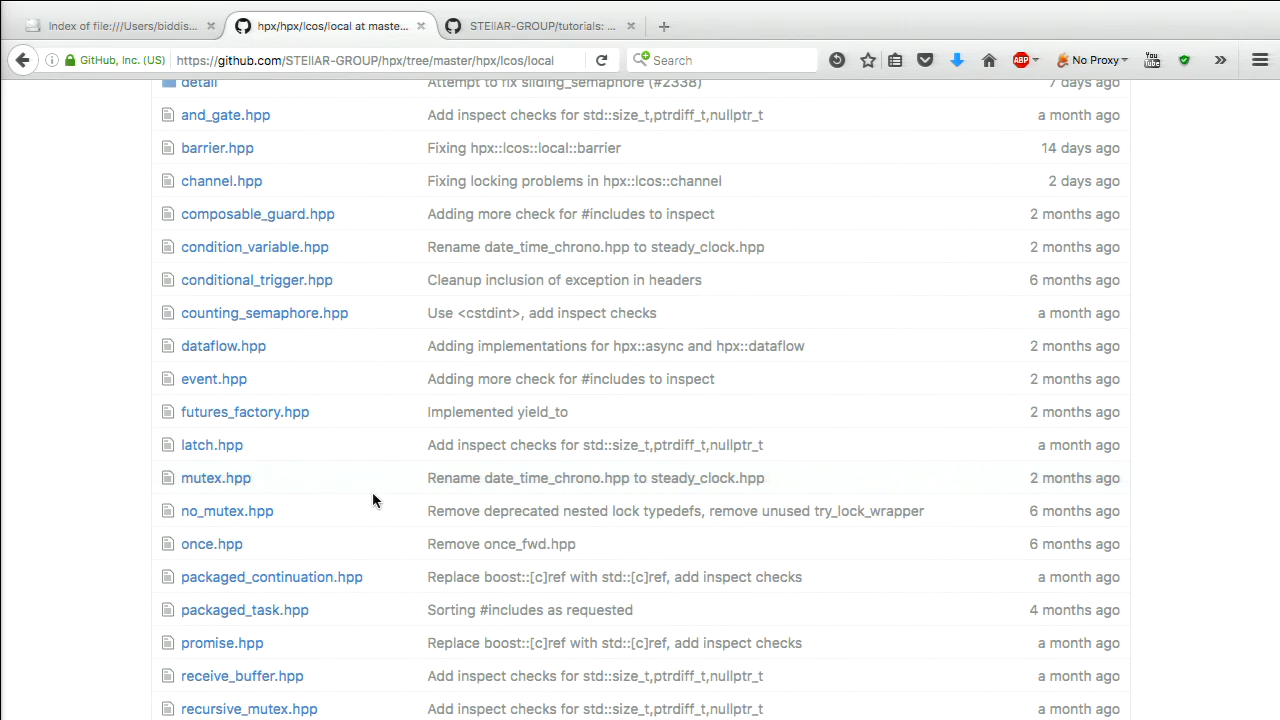 Index of file:///Users/biddis...
hpx/hpx/lcos/local at maste...
STEllAR-GROUP/tutorials: ...
GitHub, Inc. (US)
https://github.com/STEllAR-GROUP/hpx/tree/master/hpx/lcos/local
Search
ABP
No Proxy
You Tube
detail Attempt to fix sliding_semaphore (#2338) 7 days ago
and_gate.hpp Add inspect checks for std::size_t,ptrdiff_t,nullptr_t a month ago
barrier.hpp Fixing hpx::lcos::local::barrier 14 days ago
channel.hpp Fixing locking problems in hpx::lcos::channel 2 days ago
composable_guard.hpp Adding more check for #includes to inspect 2 months ago
condition_variable.hpp Rename date_time_chrono.hpp to steady_clock.hpp 2 months ago
conditional_trigger.hpp Cleanup inclusion of exception in headers 6 months ago
counting_semaphore.hpp Use <cstdint>, add inspect checks a month ago
dataflow.hpp Adding implementations for hpx::async and hpx::dataflow 2 months ago
event.hpp Adding more check for #includes to inspect 2 months ago
futures_factory.hpp Implemented yield_to 2 months ago
latch.hpp Add inspect checks for std::size_t,ptrdiff_t,nullptr_t a month ago
mutex.hpp Rename date_time_chrono.hpp to steady_clock.hpp 2 months ago
no_mutex.hpp Remove deprecated nested lock typedefs, remove unused try_lock_wrapper 6 months ago
once.hpp Remove once_fwd.hpp 6 months ago
packaged_continuation.hpp Replace boost::[c]ref with std::[c]ref, add inspect checks a month ago
packaged_task.hpp Sorting #includes as requested 4 months ago
promise.hpp Replace boost::[c]ref with std::[c]ref, add inspect checks a month ago
receive_buffer.hpp Add inspect checks for std::size_t,ptrdiff_t,nullptr_t a month ago
recursive_mutex.hpp Add inspect checks for std::size_t,ptrdiff_t,nullptr_t a month ago